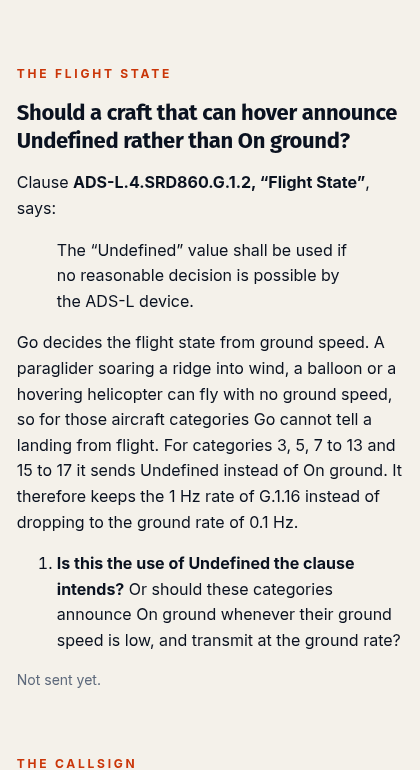 THE FLIGHT STATE
Should a craft that can hover announce
Undefined rather than On ground?
Clause ADS-L.4.SRD860.G.1.2, “Flight State”,
says:
The “Undefined” value shall be used if
no reasonable decision is possible by
the ADS-L device.
Go decides the flight state from ground speed. A
paraglider soaring a ridge into wind, a balloon or a
hovering helicopter can fly with no ground speed,
so for those aircraft categories Go cannot tell a
landing from flight. For categories 3, 5, 7 to 13 and
15 to 17 it sends Undefined instead of On ground. It
therefore keeps the 1 Hz rate of G.1.16 instead of
dropping to the ground rate of 0.1 Hz.
1. Is this the use of Undefined the clause
intends? Or should these categories
announce On ground whenever their ground
speed is low, and transmit at the ground rate?
Not sent yet.
THE CALLSIGN